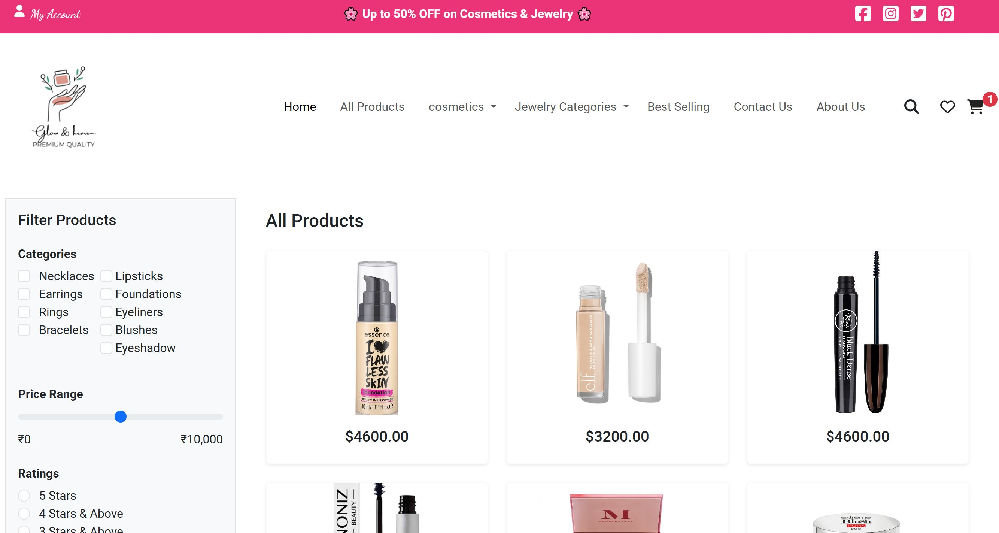 My Account
🌸 Up to 50% OFF on Cosmetics & Jewelry 🌸
Glow & heaven
PREMIUM QUALITY
Home
All Products
cosmetics
Jewelry Categories
Best Selling
Contact Us
About Us
1
Filter Products
Categories
Necklaces
Lipsticks
Earrings
Foundations
Rings
Eyeliners
Bracelets
Blushes
Eyeshadow
Price Range
₹0
₹10,000
Ratings
5 Stars
4 Stars & Above
3 Stars & Above
All Products
essence
I
FLAW
LESS
SKIN
foundation
matte + full coverage
30ml/1.01 fl.oz.e
$4600.00
e.l.f.
HYDRATING CAMO CONCEALER
SATIN FINISH
$3200.00
Rivaj
UK
Black Dense
mascara
VOLUME UP / WATER PROOF
$4600.00
NONIZ
BEAUTY
M
#MORPHEBABE
extreme
Blush
PUPA
DUO